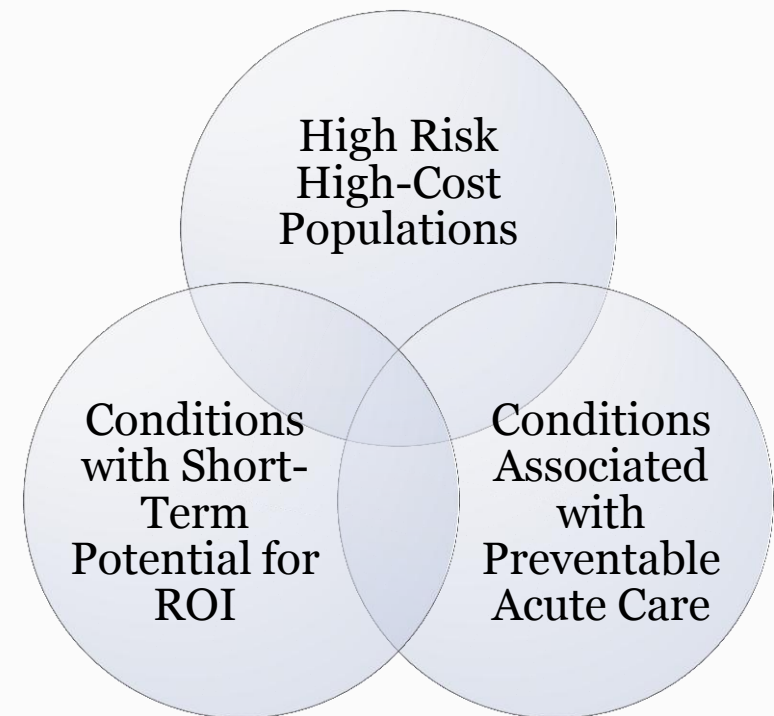 High Risk
High-Cost
Populations
Conditions
with Short-
Term
Potential for
ROI
Conditions
Associated
with
Preventable
Acute Care